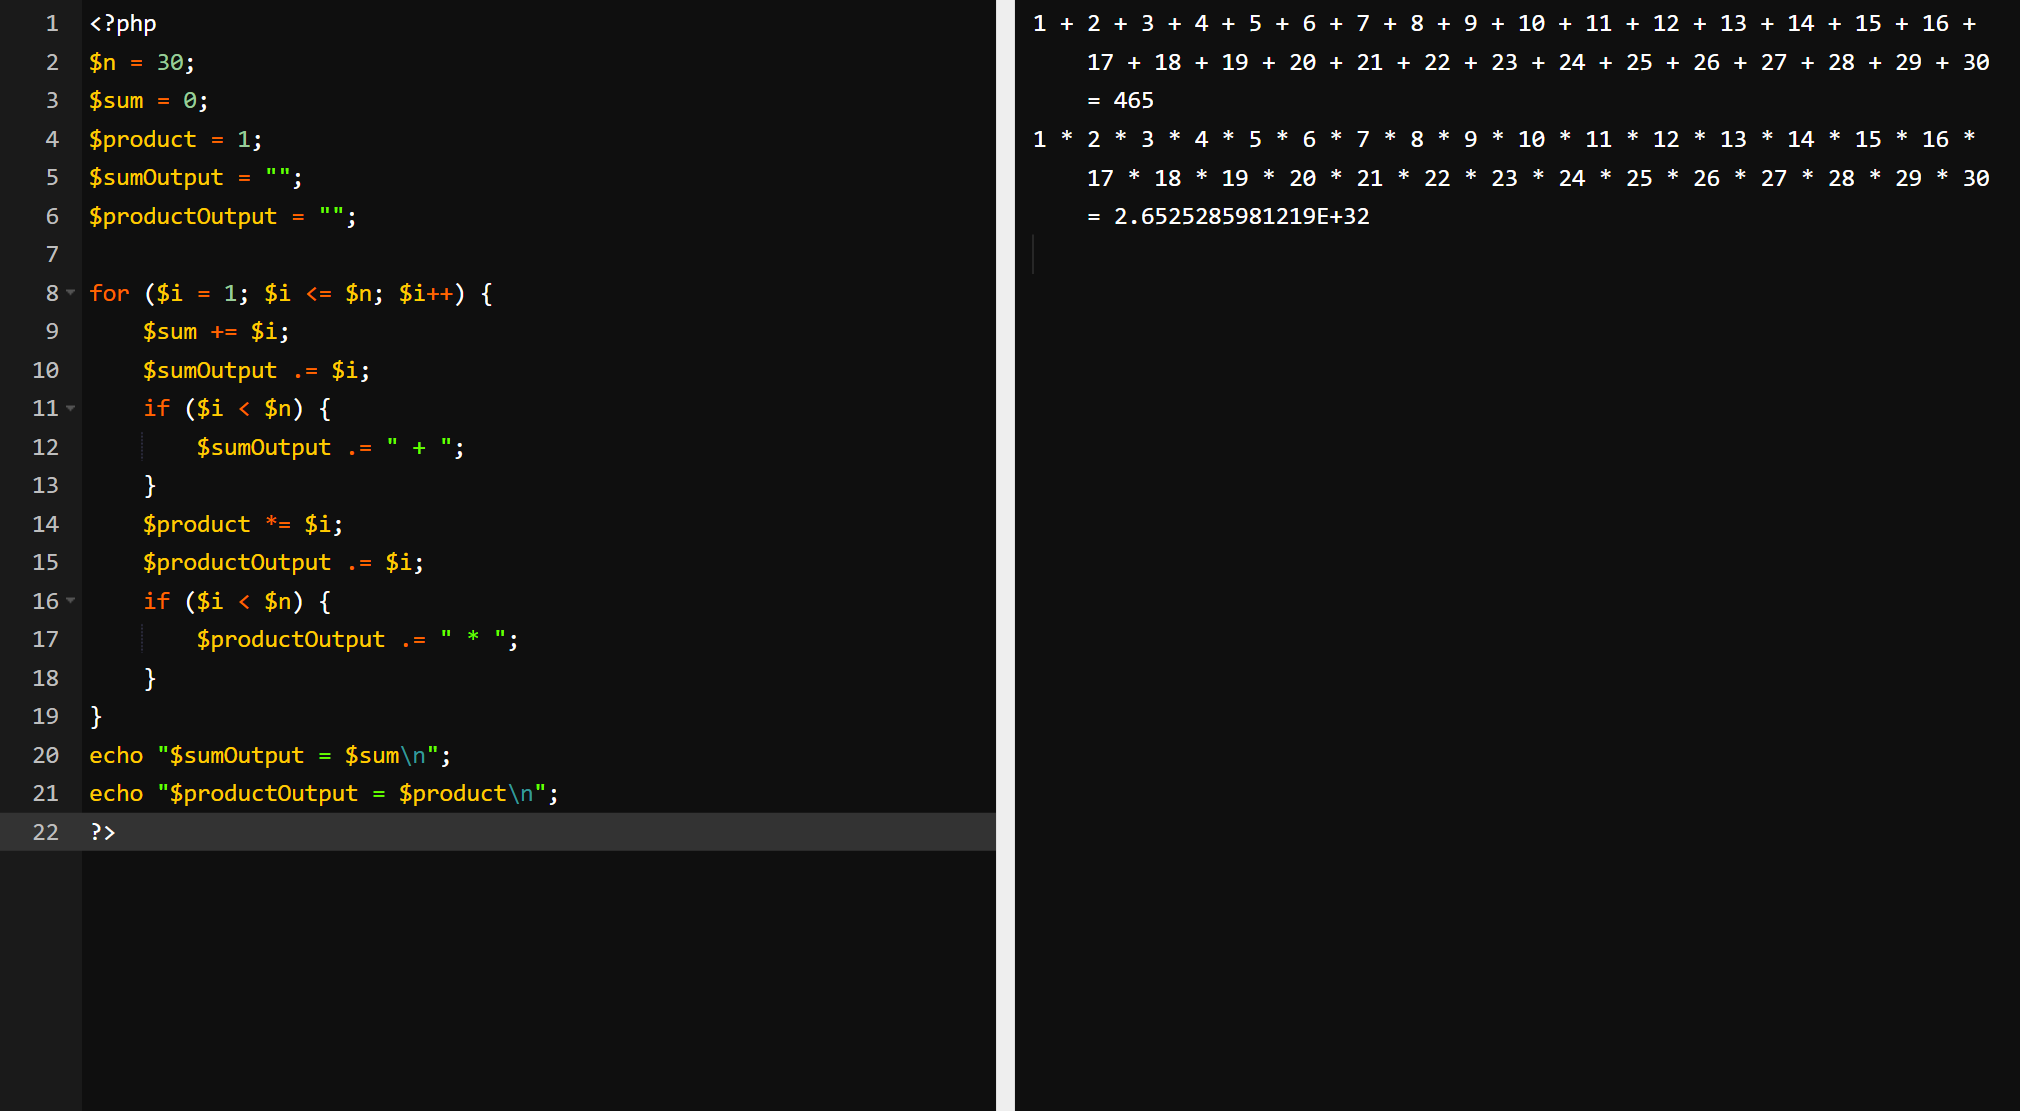 1 <?php
2 $n = 30;
3 $sum = 0;
4 $product = 1;
5 $sumOutput = "";
6 $productOutput = "";
7
8 for ($i = 1; $i <= $n; $i++) {
9     $sum += $i;
10     $sumOutput .= $i;
11     if ($i < $n) {
12         $sumOutput .= " + ";
13     }
14     $product *= $i;
15     $productOutput .= $i;
16     if ($i < $n) {
17         $productOutput .= " * ";
18     }
19 }
20 echo "$sumOutput = $sum\n";
21 echo "$productOutput = $product\n";
22 ?>
1 + 2 + 3 + 4 + 5 + 6 + 7 + 8 + 9 + 10 + 11 + 12 + 13 + 14 + 15 + 16 +
    17 + 18 + 19 + 20 + 21 + 22 + 23 + 24 + 25 + 26 + 27 + 28 + 29 + 30
    = 465
1 * 2 * 3 * 4 * 5 * 6 * 7 * 8 * 9 * 10 * 11 * 12 * 13 * 14 * 15 * 16 *
    17 * 18 * 19 * 20 * 21 * 22 * 23 * 24 * 25 * 26 * 27 * 28 * 29 * 30
    = 2.6525285981219E+32